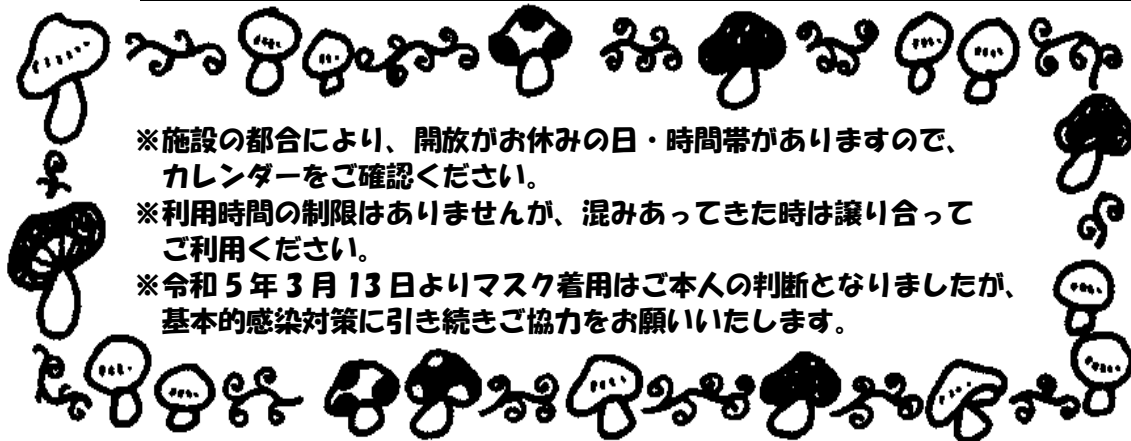 ※施設の都合により、開放がお休みの日・時間帯がありますので、
カレンダーをご確認ください。
※利用時間の制限はありませんが、混みあってきた時は譲り合って
ご利用ください。
※令和5年3月13日よりマスク着用はご本人の判断となりましたが、
基本的感染対策に引き続きご協力をお願いいたします。